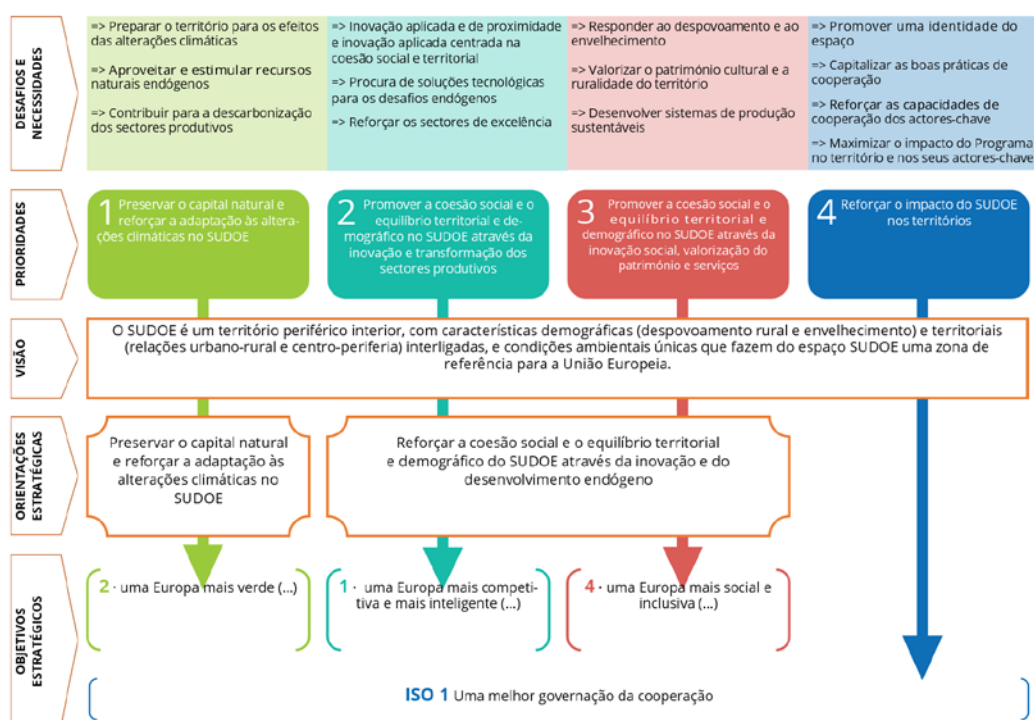 DESAFIOS E
NECESSIDADES
=> Preparar o território para os efeitos
das alterações climáticas
=> Aproveitar e estimular recursos
naturais endógenos
=> Contribuir para a descarbonização
dos sectores produtivos
=> Inovação aplicada e de proximidade
e inovação aplicada centrada na
coesão social e territorial
=> Procura de soluções tecnológicas
para os desafios endógenos
=> Reforçar os sectores de excelência
=> Responder ao despovoamento e ao
envelhecimento
=> Valorizar o património cultural e a
ruralidade do território
=> Desenvolver sistemas de produção
sustentáveis
=> Promover uma identidade do
espaço
=> Capitalizar as boas práticas de
cooperação
=> Reforçar as capacidades de
cooperação dos actores-chave
=> Maximizar o impacto do Programa
no território e nos seus actores-chave
PRIORIDADES
1 Preservar o capital natural e
reforçar a adaptação às altera-
ções climáticas no SUDOE
2 Promover a coesão social e o
equilíbrio territorial e de-
mográfico no SUDOE através da
inovação e transformação dos
sectores produtivos
3 Promover a coesão social e o
equilíbrio territorial e
demográfico no SUDOE através da
inovação social, valorização do
património e serviços
4 Reforçar o impacto do SUDOE
nos territórios
VISÃO
O SUDOE é um território periférico interior, com características demográficas (despovoamento rural e envelhecimento) e territoriais
(relações urbano-rural e centro-periferia) interligadas, e condições ambientais únicas que fazem do espaço SUDOE uma zona de
referência para a União Europeia.
ORIENTAÇÕES
ESTRATÉGICAS
Preservar o capital natural
e reforçar a adaptação às
alterações climáticas no
SUDOE
Reforçar a coesão social e o equilíbrio territorial
e demográfico do SUDOE através da inovação e do
desenvolvimento endógeno
OBJETIVOS
ESTRATÉGICOS
2 · uma Europa mais verde (...)
1 · uma Europa mais competi-
tiva e mais inteligente (...)
4 · uma Europa mais social e
inclusiva (...)
ISO 1 Uma melhor governação da cooperação